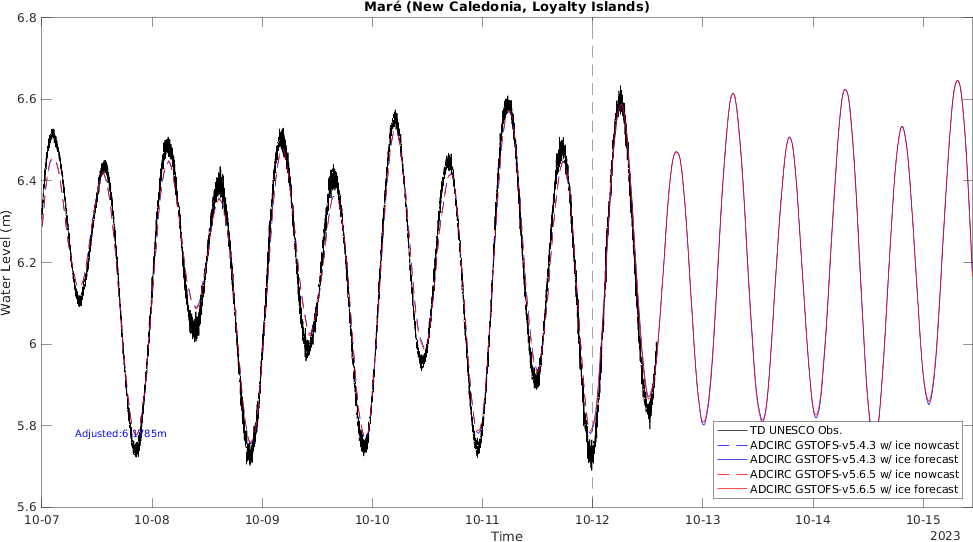 Maré (New Caledonia, Loyalty Islands)
Water Level (m)
6.8
6.6
6.4
6.2
6
5.8
5.6
Adjusted:
TD UNESCO Obs.
ADCIRC GSTOFS-v5.4.3 w/ ice nowcast
ADCIRC GSTOFS-v5.4.3 w/ ice forecast
ADCIRC GSTOFS-v5.6.5 w/ ice nowcast
ADCIRC GSTOFS-v5.6.5 w/ ice forecast
10-07 10-08 10-09 10-10 10-11 10-12 10-13 10-14 10-15
Time
2023